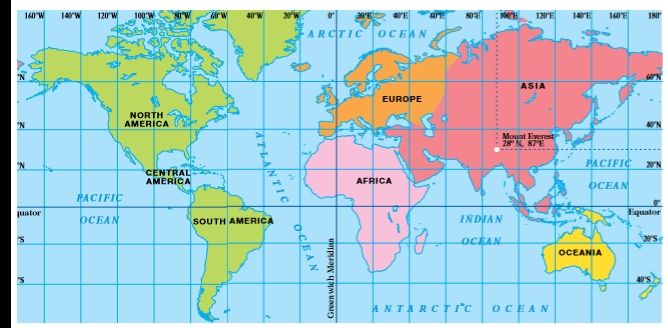 160°W 140°W 120°W 100°W 80°W 60°W 40°W 20°W 0° 20°E 40°E 60°E 80°E 100°E 120°E 140°E 160°E 180°
ARCTIC OCEAN
°N 60°N
ASIA
EUROPE
NORTH
AMERICA
°N 40°N
Mount Everest
28° N, 87°E
°N 20°N
PACIFIC
OCEAN
CENTRAL
AMERICA
AFRICA
ATLANTIC OCEAN
PACIFIC
OCEAN
0°
quator Equator
SOUTH AMERICA
INDIAN
OCEAN
20°S
OCEANIA
°S
°S 40°S
Greenwich Meridian
ANTARCTIC OCEAN